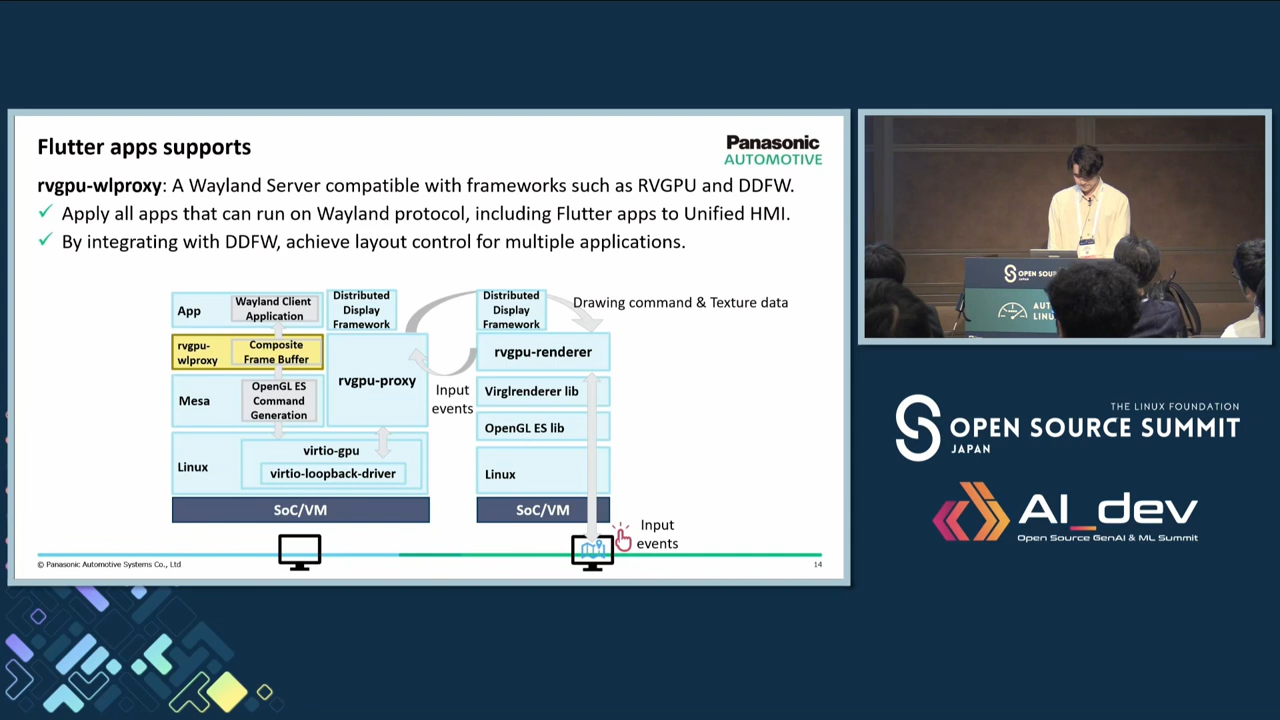 Flutter apps supports
Panasonic
AUTOMOTIVE
rvgpu-wlproxy: A Wayland Server compatible with frameworks such as RVGPU and DDFW.
✓ Apply all apps that can run on Wayland protocol, including Flutter apps to Unified HMI.
✓ By integrating with DDFW, achieve layout control for multiple applications.
App
Wayland Client
Application
Distributed
Display
Framework
rvgpu-
wlproxy
Composite
Frame Buffer
Mesa
OpenGL ES
Command
Generation
rvgpu-proxy
Linux
virtio-gpu
virtio-loopback-driver
SoC/VM
Input
events
Distributed
Display
Framework
Drawing command & Texture data
rvgpu-renderer
Virglrenderer lib
OpenGL ES lib
Linux
SoC/VM
Input
events
© Panasonic Automotive Systems Co., Ltd
14
OPEN SOUR
JAPAN
AUT
LINU
THE LINUX FOUNDATION
OPEN SOURCE SUMMIT
JAPAN
AI_dev
Open Source GenAI & ML Summit